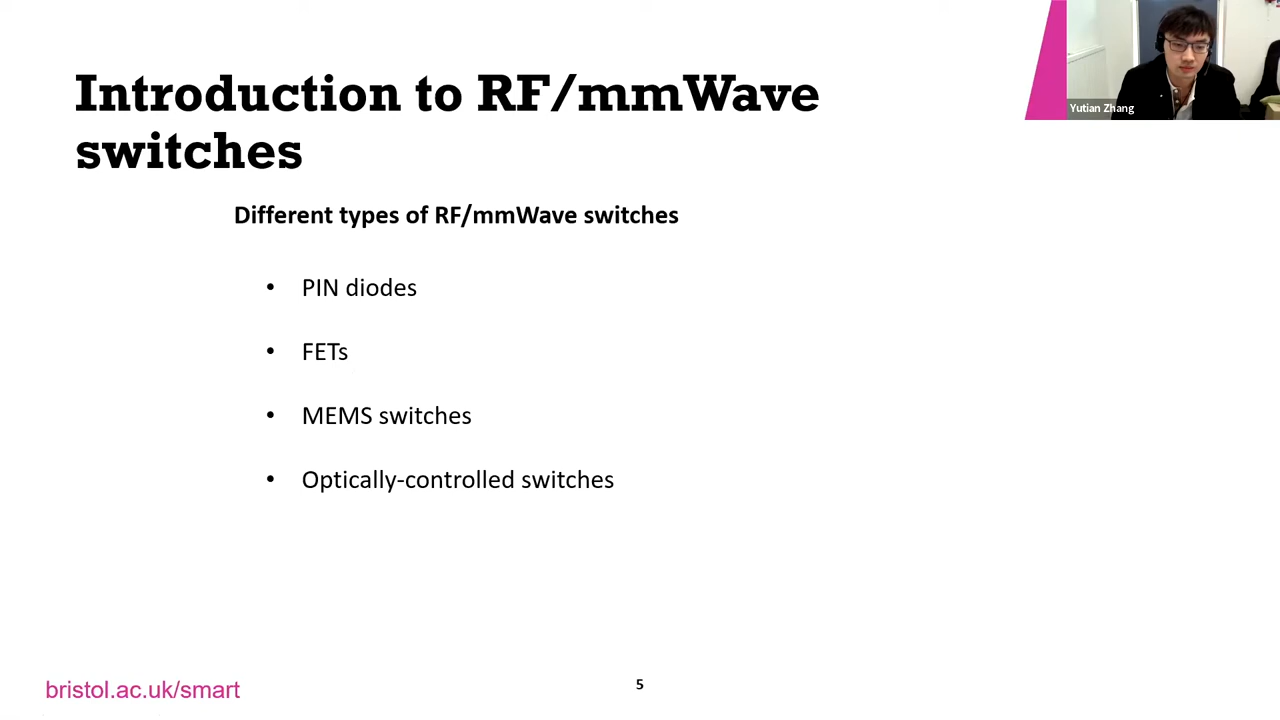 Introduction to RF/mmWave
switches
Yutian Zhang
Different types of RF/mmWave switches
• PIN diodes
• FETs
• MEMS switches
• Optically-controlled switches
bristol.ac.uk/smart
5